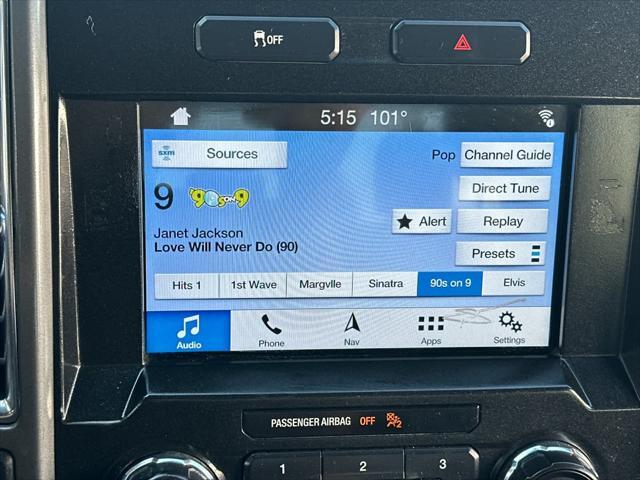 OFF
5:15 101°
sxm Sources
Pop Channel Guide
9 '90s on 9
Direct Tune
Janet Jackson
Love Will Never Do (90)
Alert
Replay
Presets
Hits 1 1st Wave Margvlle Sinatra 90s on 9 Elvis
Audio Phone Nav Apps Settings
PASSENGER AIRBAG OFF 2
1 2 3